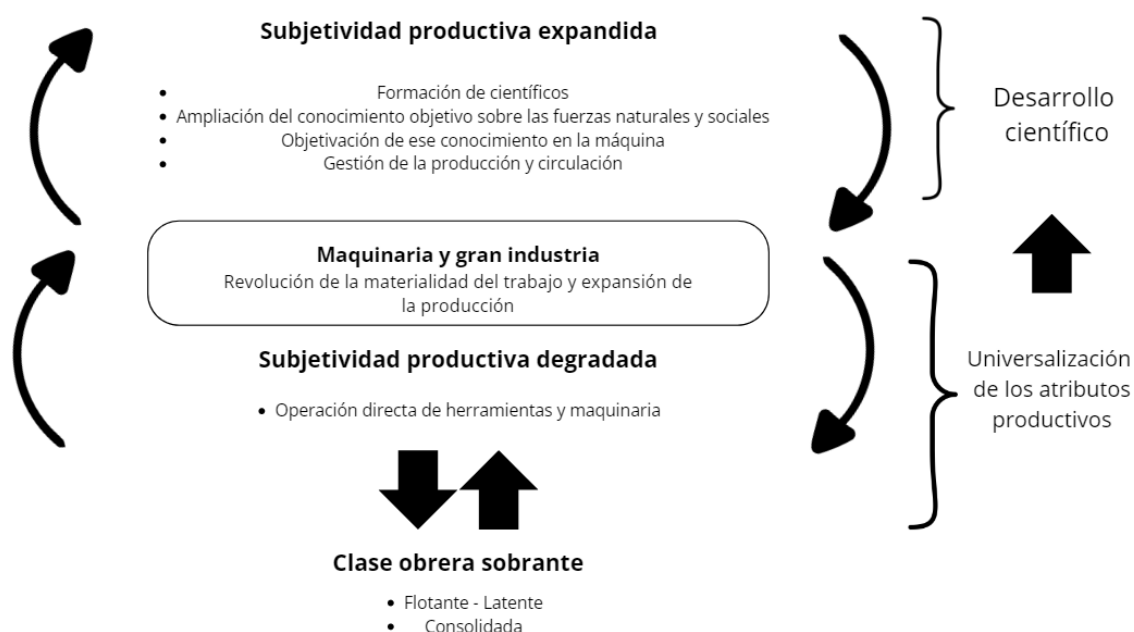 Subjetividad productiva expandida
• Formación de científicos
• Ampliación del conocimiento objetivo sobre las fuerzas naturales y sociales
• Objetivación de ese conocimiento en la máquina
• Gestión de la producción y circulación
Desarrollo
científico
Maquinaria y gran industria
Revolución de la materialidad del trabajo y expansión de
la producción
Subjetividad productiva degradada
• Operación directa de herramientas y maquinaria
Universalización
de los atributos
productivos
Clase obrera sobrante
• Flotante - Latente
• Consolidada